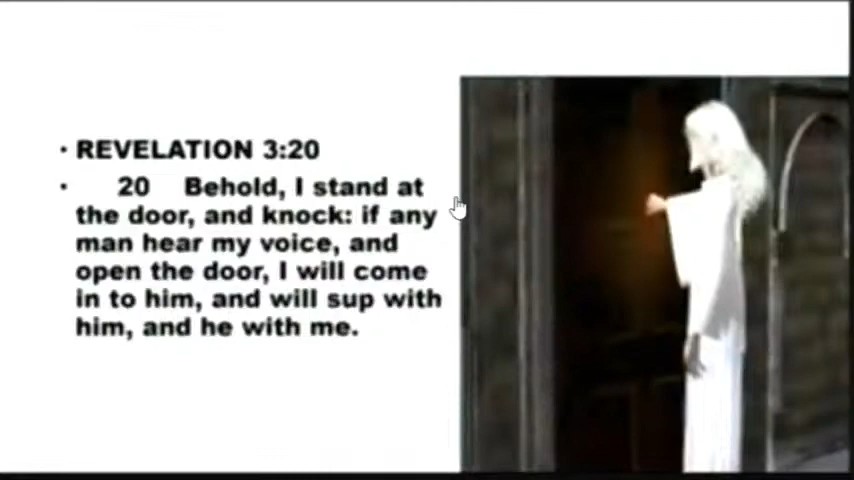 · REVELATION 3:20
· 20 Behold, I stand at
the door, and knock: if any
man hear my voice, and
open the door, I will come
in to him, and will sup with
him, and he with me.